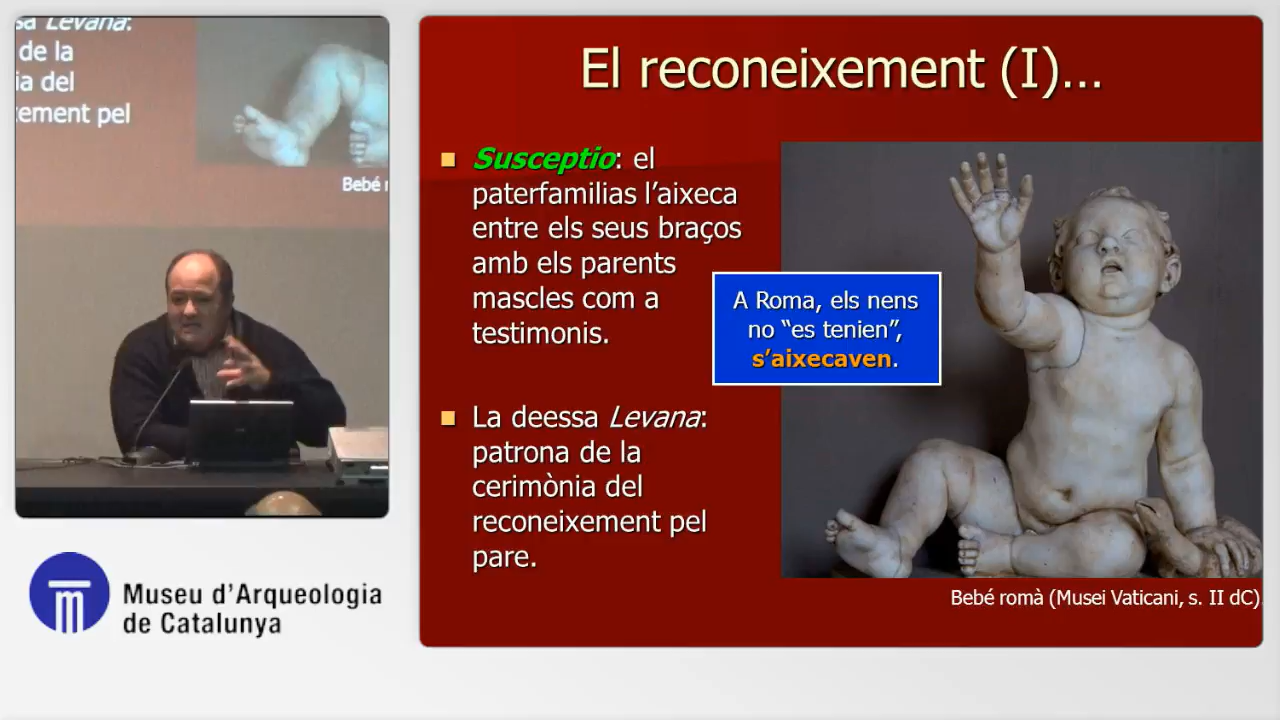 sa Levana:
de la
ia del
ement pel
Bebé r
Museu d'Arqueologia
de Catalunya
El reconeixement (I)...
Susceptio: el
paterfamilias l'aixeca
entre els seus braços
amb els parents
mascles com a
testimonis.
A Roma, els nens
no “es tenien”,
s'aixecaven.
La deessa Levana:
patrona de la
cerimònia del
reconeixement pel
pare.
Bebé romà (Musei Vaticani, s. II dC)